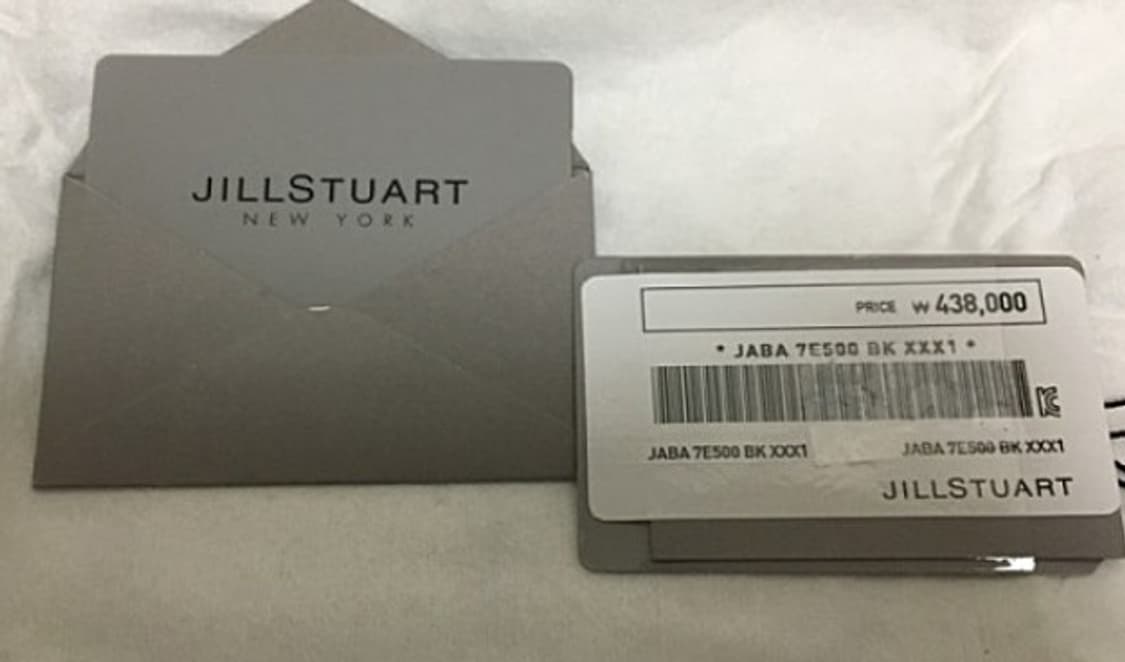 JILLSTUART
NEW YORK
PRICE ₩ 438,000
* JABA 7E500 BK XXX1 *
JABA 7E500 BK XXX1 JABA 7E500 BK XXX1
JILLSTUART